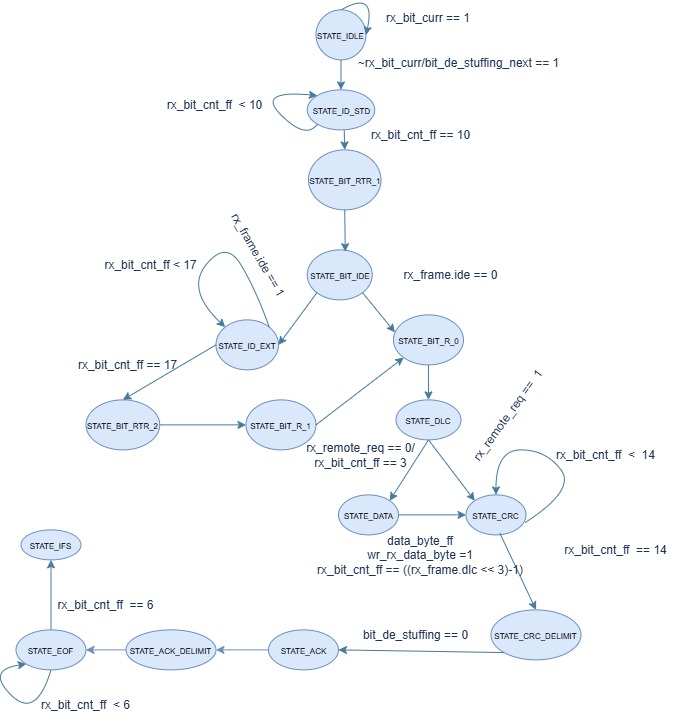 rx_bit_curr == 1
STATE_IDLE
~rx_bit_curr/bit_de_stuffing_next == 1
rx_bit_cnt_ff < 10
STATE_ID_STD
rx_bit_cnt_ff == 10
STATE_BIT_RTR_1
rx_frame.ide == 1
rx_bit_cnt_ff < 17
STATE_BIT_IDE
rx_frame.ide == 0
STATE_ID_EXT
STATE_BIT_R_0
rx_bit_cnt_ff == 17
rx_remote_req == 1
STATE_BIT_RTR_2
STATE_BIT_R_1
STATE_DLC
rx_remote_req == 0/
rx_bit_cnt_ff == 3
rx_bit_cnt_ff < 14
STATE_DATA
STATE_CRC
data_byte_ff
wr_rx_data_byte =1
rx_bit_cnt_ff == ((rx_frame.dlc << 3)-1)
rx_bit_cnt_ff == 14
STATE_IFS
rx_bit_cnt_ff == 6
bit_de_stuffing == 0
STATE_CRC_DELIMIT
STATE_EOF
STATE_ACK_DELIMIT
STATE_ACK
rx_bit_cnt_ff < 6